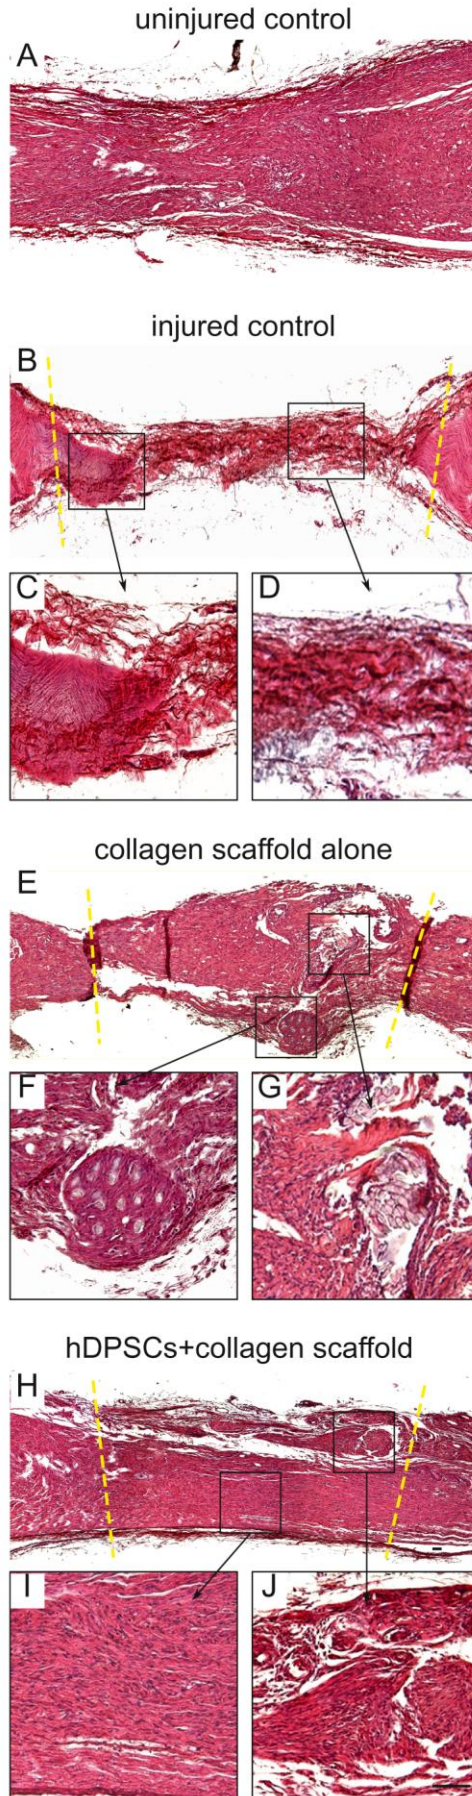 uninjured control
A
injured control
B
C
D
collagen scaffold alone
E
F
G
hDPSCs+collagen scaffold
H
I
J